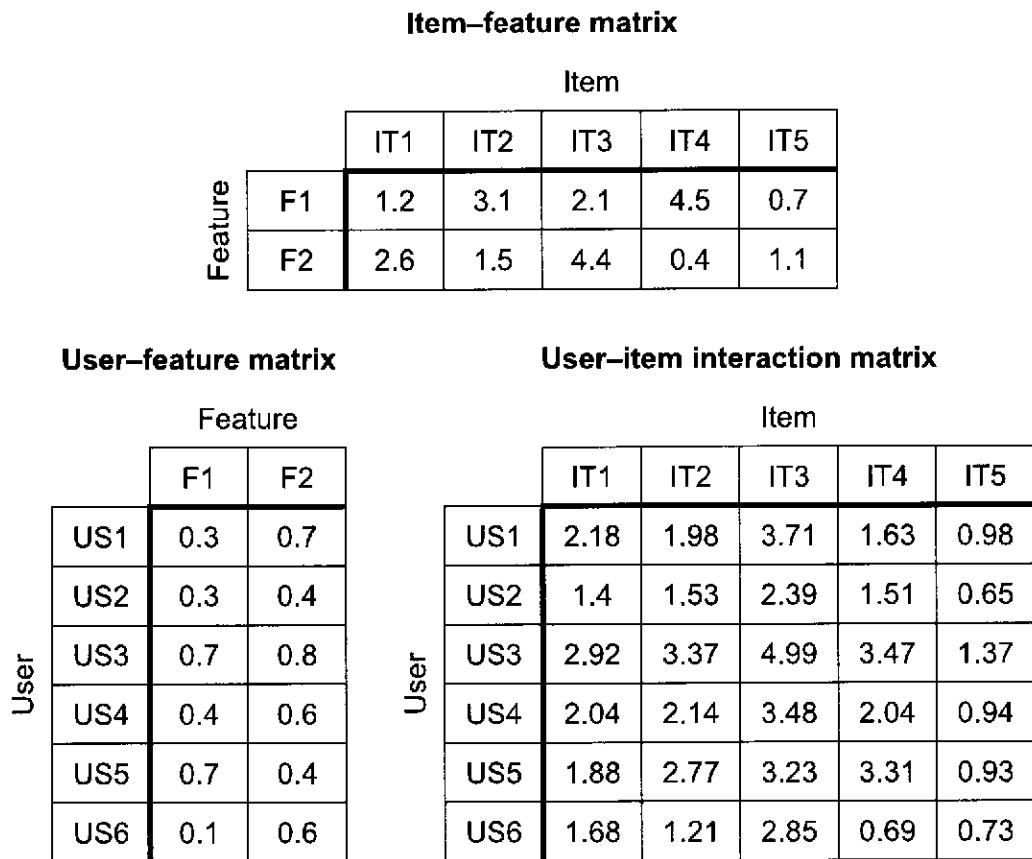 Item–feature matrix
Item
IT1 IT2 IT3 IT4 IT5
Feature
F1 1.2 3.1 2.1 4.5 0.7
F2 2.6 1.5 4.4 0.4 1.1
User–feature matrix
Feature
F1 F2
User
US1 0.3 0.7
US2 0.3 0.4
US3 0.7 0.8
US4 0.4 0.6
US5 0.7 0.4
US6 0.1 0.6
User–item interaction matrix
Item
IT1 IT2 IT3 IT4 IT5
User
US1 2.18 1.98 3.71 1.63 0.98
US2 1.4 1.53 2.39 1.51 0.65
US3 2.92 3.37 4.99 3.47 1.37
US4 2.04 2.14 3.48 2.04 0.94
US5 1.88 2.77 3.23 3.31 0.93
US6 1.68 1.21 2.85 0.69 0.73